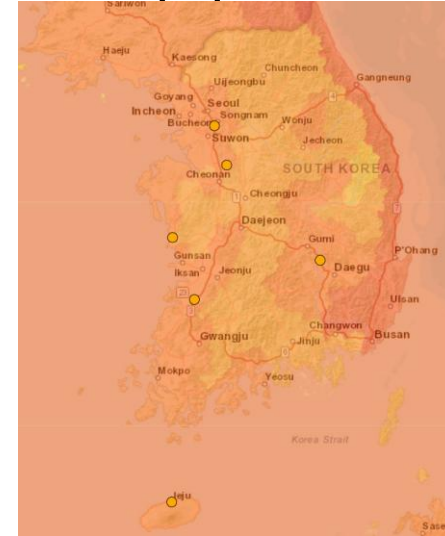 Sariwon
Haeju
Kaesong
Chuncheon
Uijeongbu
Gangneung
Goyang
Seoul
Incheon
Songnam
Bucheon
Wonju
Suwon
Jecheon
SOUTH KOREA
Cheonan
Cheongju
Daejeon
Gumi
P'Ohang
Gunsan
Daegu
Iksan
Jeonju
Ulsan
Changwon
Busan
Gwangju
Jinju
Mokpo
Yeosu
Korea Strait
Jeju
Sase